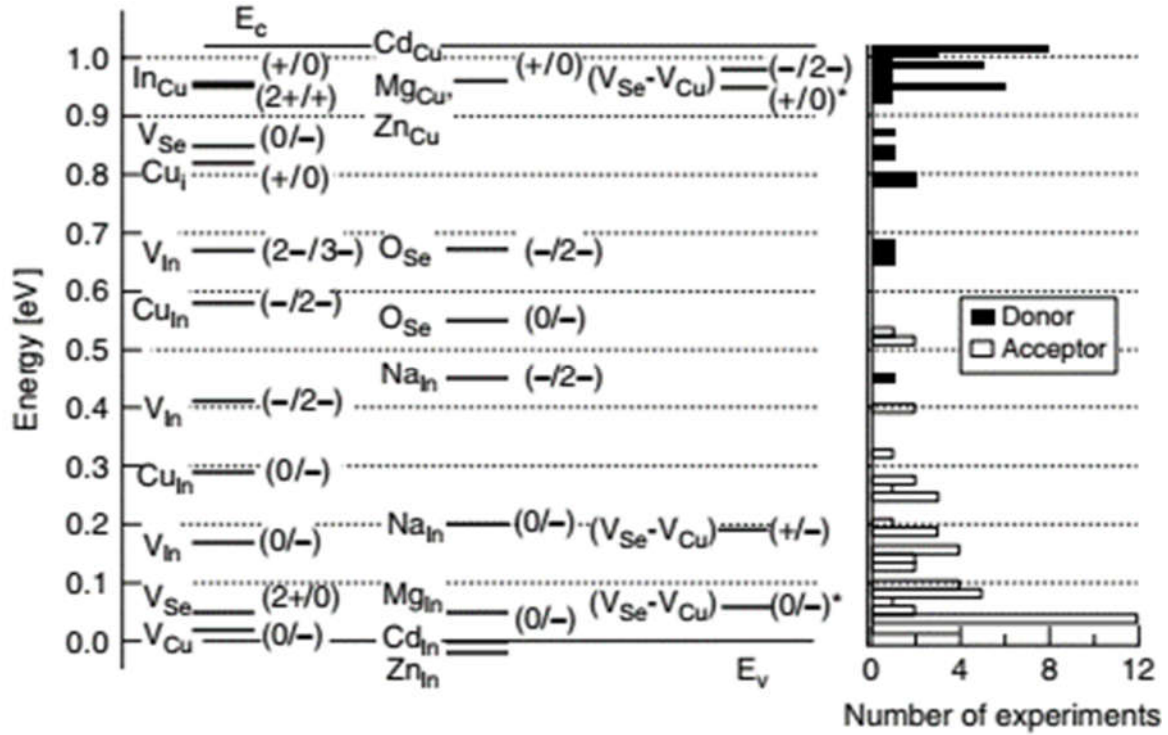 E_c
Cd_Cu
1.0
(+/0)
In_Cu
(2+/+)
Mg_Cu,
(+/0)
(V_Se-V_Cu)
(−/2−)
(+/0)*
0.9
Zn_Cu
V_Se
(0/−)
Cu_i
0.8
(+/0)
0.7
V_In
(2−/3−)
O_Se
(−/2−)
0.6
Cu_In
(−/2−)
O_Se
(0/−)
0.5
Na_In
(−/2−)
0.4
V_In
(−/2−)
0.3
Cu_In
(0/−)
0.2
Na_In
(0/−)
(V_Se-V_Cu)
(+/−)
V_In
(0/−)
0.1
V_Se
(2+/0)
Mg_In
(0/−)
(V_Se-V_Cu)
(0/−)*
V_Cu
0.0
(0/−)
Cd_In
Zn_In
E_v
Energy [eV]
Donor
Acceptor
0 4 8 12
Number of experiments